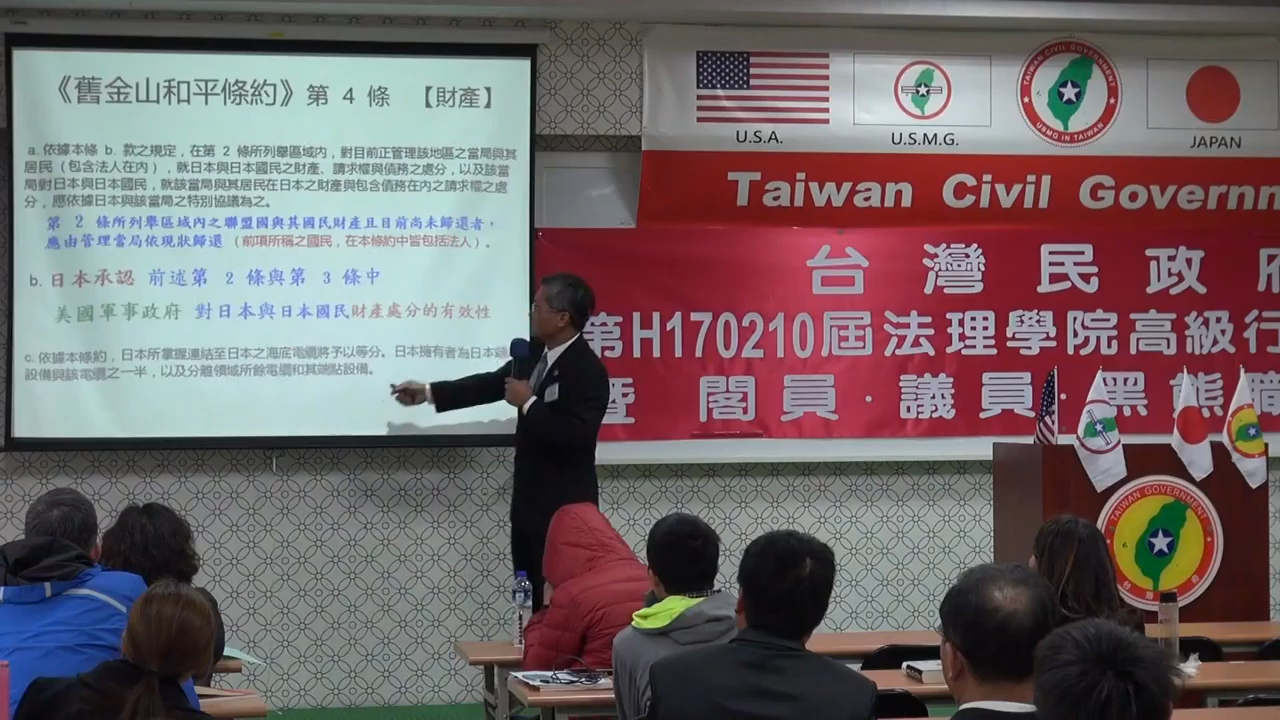 《舊金山和平條約》第 4 條 【財產】
a. 依據本條 b. 款之規定，在第 2 條所列舉區域內，對目前正管理該地區之當局與其
居民（包含法人在內），就日本與日本國民之財產、請求權與債務之處分，以及該當
局對日本與日本國民，就該當局與其居民在日本之財產與包含債務在內之請求權之處
分，應依據日本與該當局之特別協議為之。
第 2 條所列舉區域內之聯盟國與其國民財產且目前尚未歸還者，
應由管理當局依現狀歸還（前項所稱之國民，在本條約中皆包括法人）。
b. 日本承認 前述第 2 條與第 3 條中
美國軍事政府 對日本與日本國民財產處分的有效性
c. 依據本條約，日本所掌握連結至日本之海底電纜將予以等分。日本擁有者為日本端
設備與該電纜之一半，以及分離領域所餘電纜和其端點設備。
TAIWAN CIVIL GOVERNMENT
USMG IN TAIWAN
U.S.A.
U.S.M.G.
JAPAN
Taiwan Civil Governm
台灣民政府
第H170210屆法理學院高級行
暨 閣員·議員·黑熊職
TAIWAN GOVERNMENT